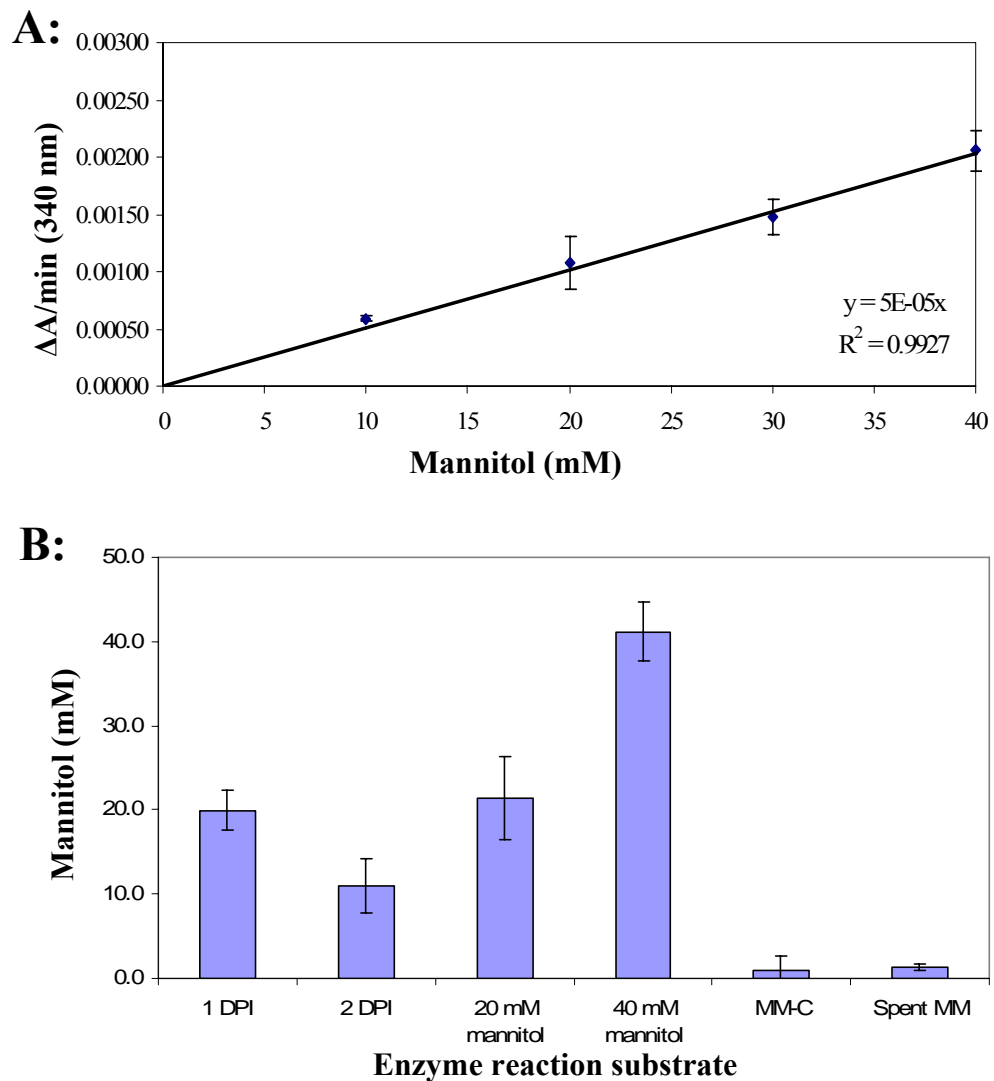 A:
0.00300
0.00250
0.00200
0.00150
0.00100
0.00050
0.00000
ΔA/min (340 nm)
y = 5E-05x
R² = 0.9927
0 5 10 15 20 25 30 35 40
Mannitol (mM)
B:
50.0
40.0
30.0
20.0
10.0
0.0
Mannitol (mM)
1 DPI 2 DPI 20 mM mannitol 40 mM mannitol MM-C Spent MM
Enzyme reaction substrate